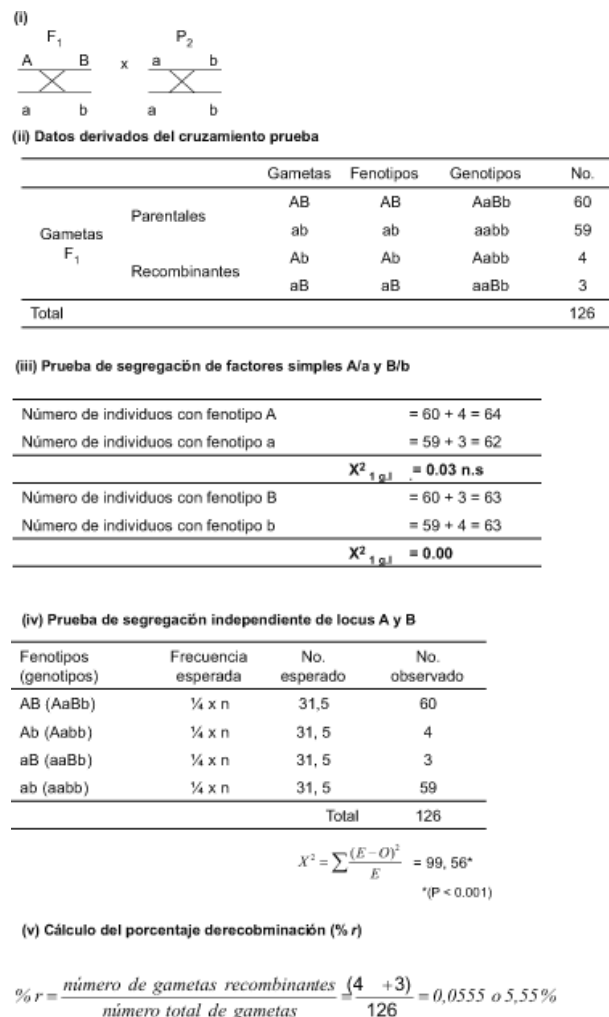 (i)
F1 P2
A B x a b
a b a b
(ii) Datos derivados del cruzamiento prueba
Gametas Fenotipos Genotipos No.
Gametas F1 Parentales AB AB AaBb 60
ab ab aabb 59
Recombinantes Ab Ab Aabb 4
aB aB aaBb 3
Total 126
(iii) Prueba de segregación de factores simples A/a y B/b
Número de individuos con fenotipo A = 60 + 4 = 64
Número de individuos con fenotipo a = 59 + 3 = 62
X² 1 g.l = 0.03 n.s
Número de individuos con fenotipo B = 60 + 3 = 63
Número de individuos con fenotipo b = 59 + 4 = 63
X² 1 g.l = 0.00
(iv) Prueba de segregación independiente de locus A y B
Fenotipos Frecuencia No. No.
(genotipos) esperada esperado observado
AB (AaBb) ¼ x n 31,5 60
Ab (Aabb) ¼ x n 31, 5 4
aB (aaBb) ¼ x n 31, 5 3
ab (aabb) ¼ x n 31, 5 59
Total 126
X² = ∑ (E – O)² / E = 99, 56*
*(P < 0.001)
(v) Cálculo del porcentaje derecobminación (% r)
% r = número de gametas recombinantes / número total de gametas = (4 +3) / 126 = 0,0555 o 5,55%